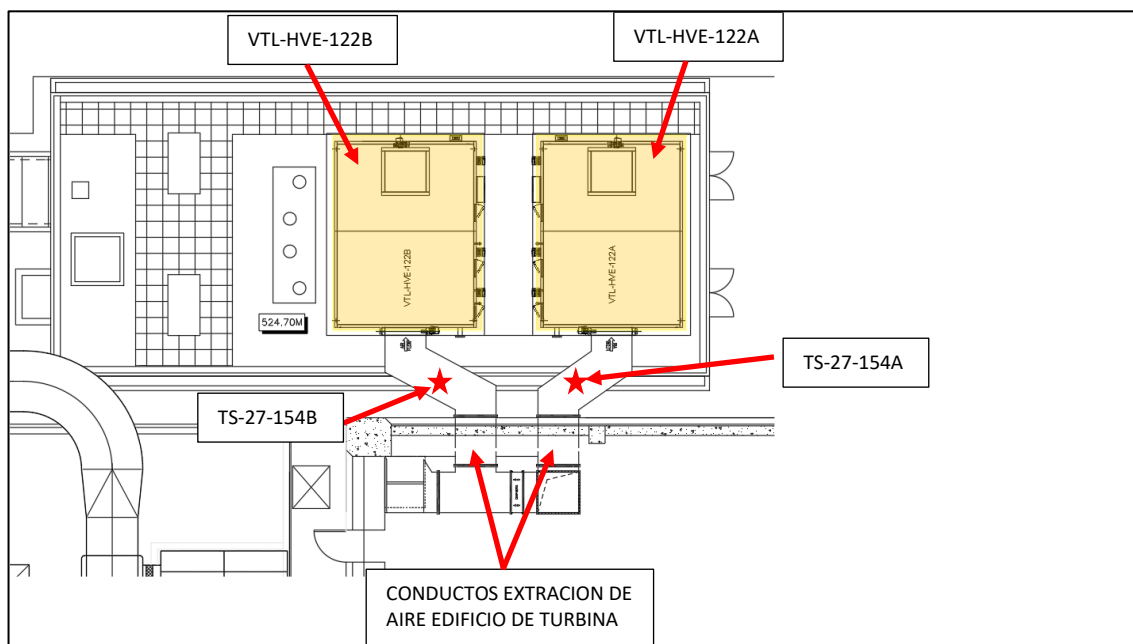 VTL-HVE-122B
VTL-HVE-122A
VTL-HVE-122B
VTL-HVE-122A
524.70M
TS-27-154A
TS-27-154B
CONDUCTOS EXTRACION DE
AIRE EDIFICIO DE TURBINA